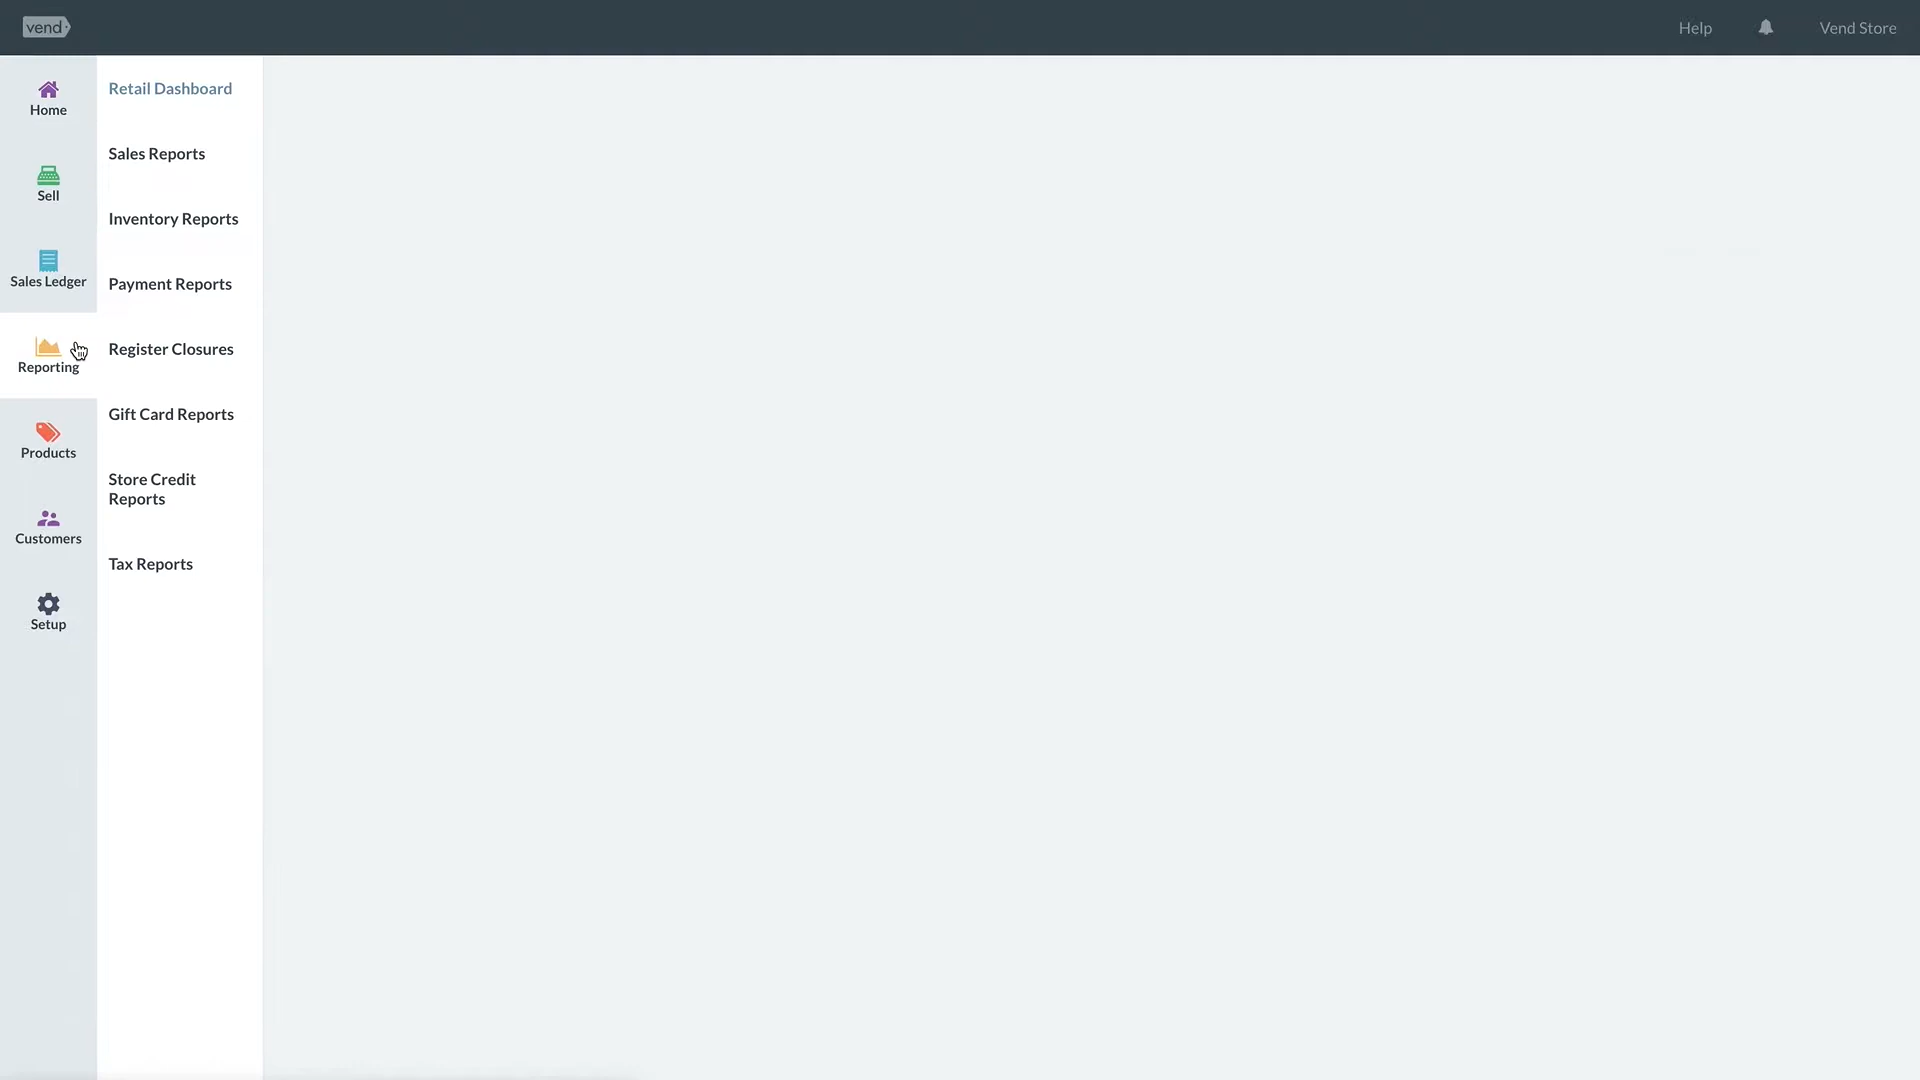 vend
Help
Vend Store
Home
Sell
Sales Ledger
Reporting
Products
Customers
Setup
Retail Dashboard
Sales Reports
Inventory Reports
Payment Reports
Register Closures
Gift Card Reports
Store Credit
Reports
Tax Reports